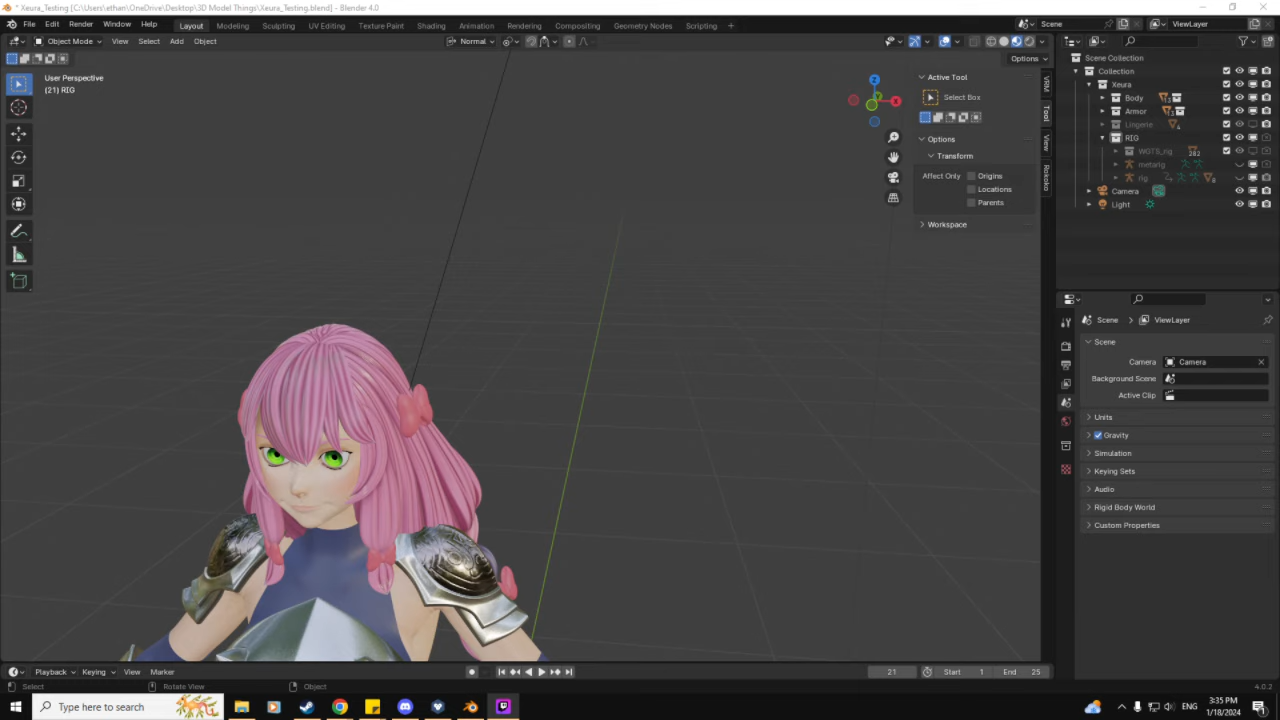 * Xeura_Testing [C:\Users\ethan\OneDrive\Desktop\3D Model Things\Xeura_Testing.blend] - Blender 4.0
File Edit Render Window Help Layout Modeling Sculpting UV Editing Texture Paint Shading Animation Rendering Compositing Geometry Nodes Scripting Scene ViewLayer
Object Mode View Select Add Object Normal
Options
User Perspective
(21) RIG
Z
X
Y
Active Tool
Select Box
Options
Transform
Affect Only Origins
Locations
Parents
Workspace
VRM
Tool
View
Rokoko
Scene Collection
Collection
Xeura
Body
Armor
Lingerie 4
RIG
WGTS_rig 282
metarig
rig 8
Camera
Light
Scene ViewLayer
Scene
Camera Camera
Background Scene
Active Clip
Units
Gravity
Simulation
Keying Sets
Audio
Rigid Body World
Custom Properties
Playback Keying View Marker 21 Start 1 End 25
Select Rotate View Object 4.0.2
Type here to search ENG 3:35 PM
1/18/2024